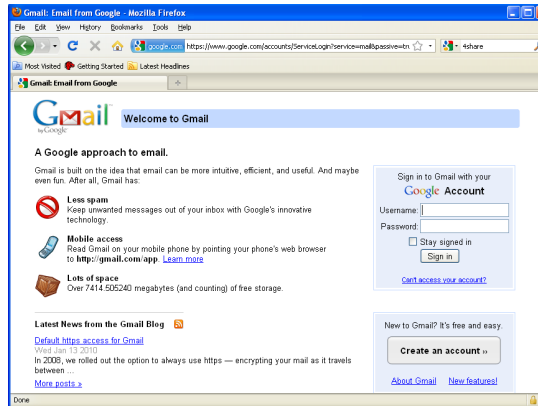 Gmail: Email from Google - Mozilla Firefox
File Edit View History Bookmarks Tools Help
google.com https://www.google.com/accounts/ServiceLogin?service=mail&passive=tru 4share
Most Visited Getting Started Latest Headlines
Gmail: Email from Google
Gmail by Google
Welcome to Gmail
A Google approach to email.
Gmail is built on the idea that email can be more intuitive, efficient, and useful. And maybe
even fun. After all, Gmail has:
Less spam
Keep unwanted messages out of your inbox with Google's innovative
technology.
Mobile access
Read Gmail on your mobile phone by pointing your phone's web browser
to http://gmail.com/app. Learn more
Lots of space
Over 7414.505240 megabytes (and counting) of free storage.
Latest News from the Gmail Blog
Default https access for Gmail
Wed Jan 13 2010
In 2008, we rolled out the option to always use https — encrypting your mail as it travels
between ...
More posts »
Sign in to Gmail with your
Google Account
Username:
Password:
Stay signed in
Sign in
Can't access your account?
New to Gmail? It's free and easy.
Create an account »
About Gmail New features!
Done